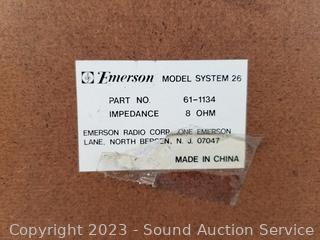 Emerson MODEL SYSTEM 26
PART NO. 61-1134
IMPEDANCE 8 OHM
EMERSON RADIO CORP. ONE EMERSON
LANE, NORTH BERGEN, N. J. 07047
MADE IN CHINA
Copyright 2023 - Sound Auction Service